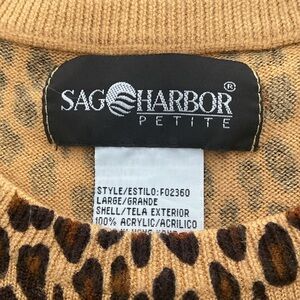 SAG HARBOR®
PETITE
STYLE/ESTILO:F02360
LARGE/GRANDE
SHELL/TELA EXTERIOR
100% ACRYLIC/ACRILICO